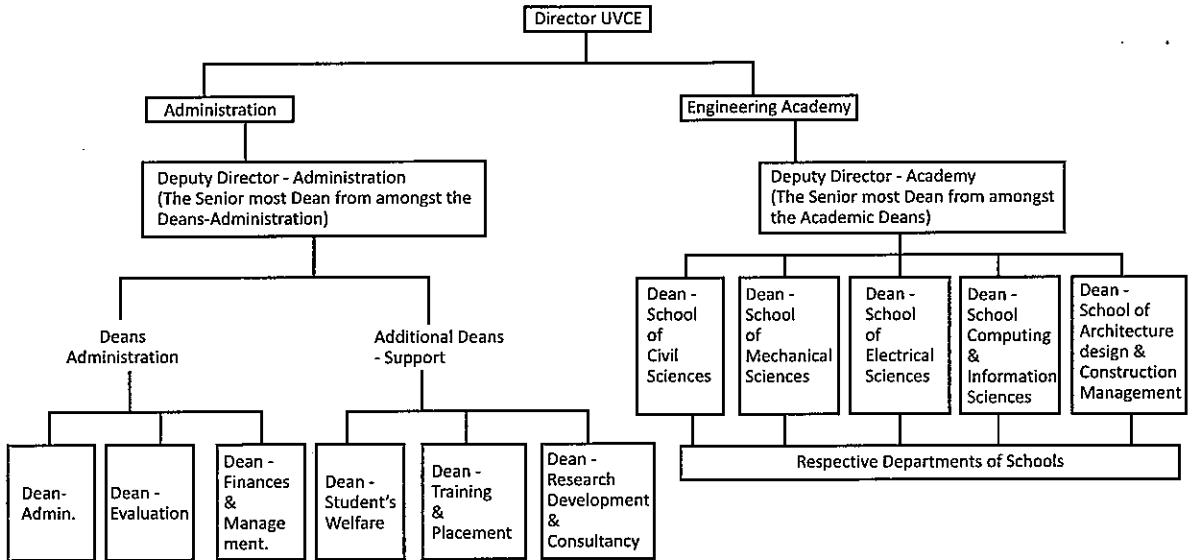 Director UVCE
Administration
Engineering Academy
Deputy Director - Administration
(The Senior most Dean from amongst the
Deans-Administration)
Deputy Director - Academy
(The Senior most Dean from amongst
the Academic Deans)
Deans
Administration
Additional Deans
- Support
Dean-
Admin.
Dean -
Evaluation
Dean -
Finances
&
Manage
ment.
Dean -
Student's
Welfare
Dean -
Training
&
Placement
Dean -
Research
Development
&
Consultancy
Dean -
School
of
Civil
Sciences
Dean -
School
of
Mechanical
Sciences
Dean -
School
of
Electrical
Sciences
Dean -
School
Computing
&
Information
Sciences
Dean -
School of
Architecture
design &
Construction
Management
Respective Departments of Schools